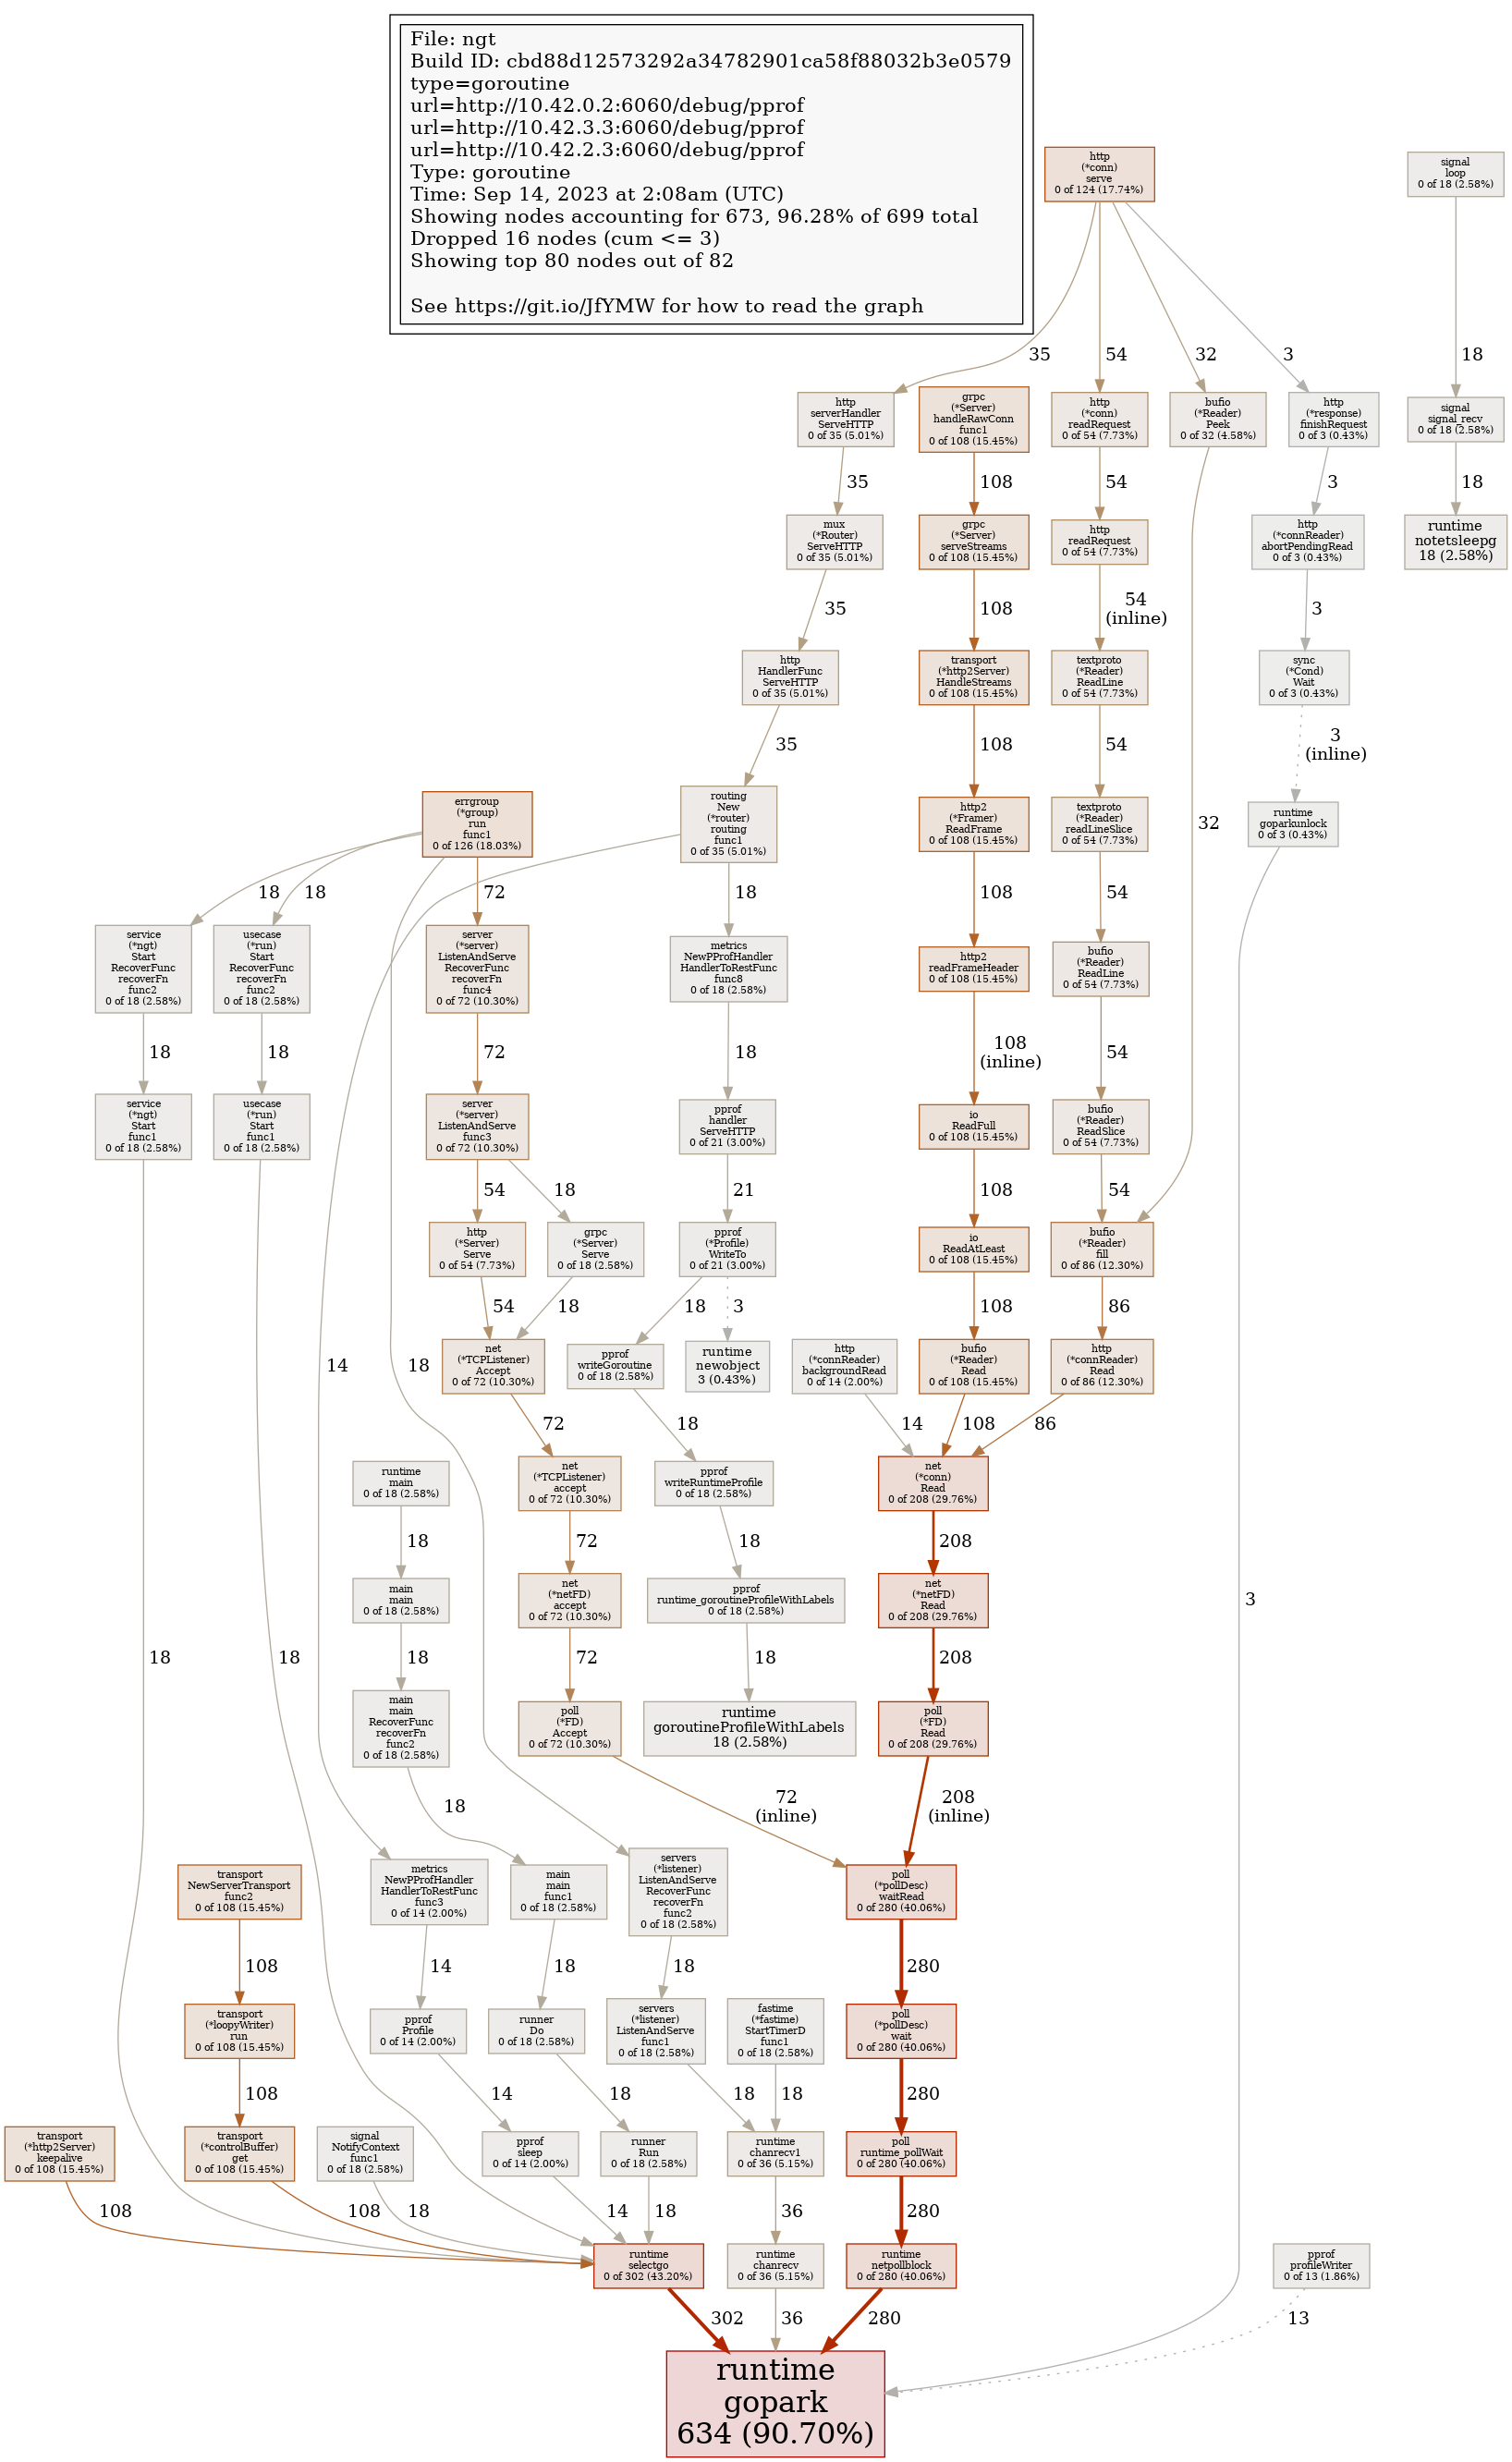 File: ngt
Build ID: cbd88d12573292a34782901ca58f88032b3e0579
type=goroutine
url=http://10.42.0.2:6060/debug/pprof
url=http://10.42.3.3:6060/debug/pprof
url=http://10.42.2.3:6060/debug/pprof
Type: goroutine
Time: Sep 14, 2023 at 2:08am (UTC)
Showing nodes accounting for 673, 96.28% of 699 total
Dropped 16 nodes (cum <= 3)
Showing top 80 nodes out of 82
See https://git.io/JfYMW for how to read the graph
http
(*conn)
serve
0 of 124 (17.74%)
signal
loop
0 of 18 (2.58%)
35
54
32
3
18
http
serverHandler
ServeHTTP
0 of 35 (5.01%)
grpc
(*Server)
handleRawConn
func1
0 of 108 (15.45%)
http
(*conn)
readRequest
0 of 54 (7.73%)
bufio
(*Reader)
Peek
0 of 32 (4.58%)
http
(*response)
finishRequest
0 of 3 (0.43%)
signal
signal_recv
0 of 18 (2.58%)
35
108
54
3
18
mux
(*Router)
ServeHTTP
0 of 35 (5.01%)
grpc
(*Server)
serveStreams
0 of 108 (15.45%)
http
readRequest
0 of 54 (7.73%)
http
(*connReader)
abortPendingRead
0 of 3 (0.43%)
runtime
notetsleepg
18 (2.58%)
35
108
54
(inline)
3
http
HandlerFunc
ServeHTTP
0 of 35 (5.01%)
transport
(*http2Server)
HandleStreams
0 of 108 (15.45%)
textproto
(*Reader)
ReadLine
0 of 54 (7.73%)
sync
(*Cond)
Wait
0 of 3 (0.43%)
35
108
54
3
(inline)
errgroup
(*group)
run
func1
0 of 126 (18.03%)
routing
New
(*router)
routing
func1
0 of 35 (5.01%)
http2
(*Framer)
ReadFrame
0 of 108 (15.45%)
textproto
(*Reader)
readLineSlice
0 of 54 (7.73%)
32
runtime
goparkunlock
0 of 3 (0.43%)
18
18
72
18
108
54
service
(*ngt)
Start
RecoverFunc
recoverFn
func2
0 of 18 (2.58%)
usecase
(*run)
Start
RecoverFunc
recoverFn
func2
0 of 18 (2.58%)
server
(*server)
ListenAndServe
RecoverFunc
recoverFn
func4
0 of 72 (10.30%)
metrics
NewPProfHandler
HandlerToRestFunc
func8
0 of 18 (2.58%)
http2
readFrameHeader
0 of 108 (15.45%)
bufio
(*Reader)
ReadLine
0 of 54 (7.73%)
18
18
72
18
108
(inline)
54
service
(*ngt)
Start
func1
0 of 18 (2.58%)
usecase
(*run)
Start
func1
0 of 18 (2.58%)
server
(*server)
ListenAndServe
func3
0 of 72 (10.30%)
pprof
handler
ServeHTTP
0 of 21 (3.00%)
io
ReadFull
0 of 108 (15.45%)
bufio
(*Reader)
ReadSlice
0 of 54 (7.73%)
54
18
21
108
54
http
(*Server)
Serve
0 of 54 (7.73%)
grpc
(*Server)
Serve
0 of 18 (2.58%)
pprof
(*Profile)
WriteTo
0 of 21 (3.00%)
io
ReadAtLeast
0 of 108 (15.45%)
bufio
(*Reader)
fill
0 of 86 (12.30%)
54
18
18
3
108
86
14
18
net
(*TCPListener)
Accept
0 of 72 (10.30%)
pprof
writeGoroutine
0 of 18 (2.58%)
runtime
newobject
3 (0.43%)
http
(*connReader)
backgroundRead
0 of 14 (2.00%)
bufio
(*Reader)
Read
0 of 108 (15.45%)
http
(*connReader)
Read
0 of 86 (12.30%)
72
18
14
108
86
runtime
main
0 of 18 (2.58%)
net
(*TCPListener)
accept
0 of 72 (10.30%)
pprof
writeRuntimeProfile
0 of 18 (2.58%)
net
(*conn)
Read
0 of 208 (29.76%)
18
72
18
208
main
main
0 of 18 (2.58%)
net
(*netFD)
accept
0 of 72 (10.30%)
pprof
runtime_goroutineProfileWithLabels
0 of 18 (2.58%)
net
(*netFD)
Read
0 of 208 (29.76%)
3
18
18
18
72
18
208
main
main
RecoverFunc
recoverFn
func2
0 of 18 (2.58%)
poll
(*FD)
Accept
0 of 72 (10.30%)
runtime
goroutineProfileWithLabels
18 (2.58%)
poll
(*FD)
Read
0 of 208 (29.76%)
18
72
(inline)
208
(inline)
transport
NewServerTransport
func2
0 of 108 (15.45%)
metrics
NewPProfHandler
HandlerToRestFunc
func3
0 of 14 (2.00%)
main
main
func1
0 of 18 (2.58%)
servers
(*listener)
ListenAndServe
RecoverFunc
recoverFn
func2
0 of 18 (2.58%)
poll
(*pollDesc)
waitRead
0 of 280 (40.06%)
108
14
18
18
280
transport
(*loopyWriter)
run
0 of 108 (15.45%)
pprof
Profile
0 of 14 (2.00%)
runner
Do
0 of 18 (2.58%)
servers
(*listener)
ListenAndServe
func1
0 of 18 (2.58%)
fastime
(*fastime)
StartTimerD
func1
0 of 18 (2.58%)
poll
(*pollDesc)
wait
0 of 280 (40.06%)
108
14
18
18
18
280
transport
(*http2Server)
keepalive
0 of 108 (15.45%)
transport
(*controlBuffer)
get
0 of 108 (15.45%)
signal
NotifyContext
func1
0 of 18 (2.58%)
pprof
sleep
0 of 14 (2.00%)
runner
Run
0 of 18 (2.58%)
runtime
chanrecv1
0 of 36 (5.15%)
poll
runtime_pollWait
0 of 280 (40.06%)
108
108
18
14
18
36
280
runtime
selectgo
0 of 302 (43.20%)
runtime
chanrecv
0 of 36 (5.15%)
runtime
netpollblock
0 of 280 (40.06%)
pprof
profileWriter
0 of 13 (1.86%)
302
36
280
13
runtime
gopark
634 (90.70%)